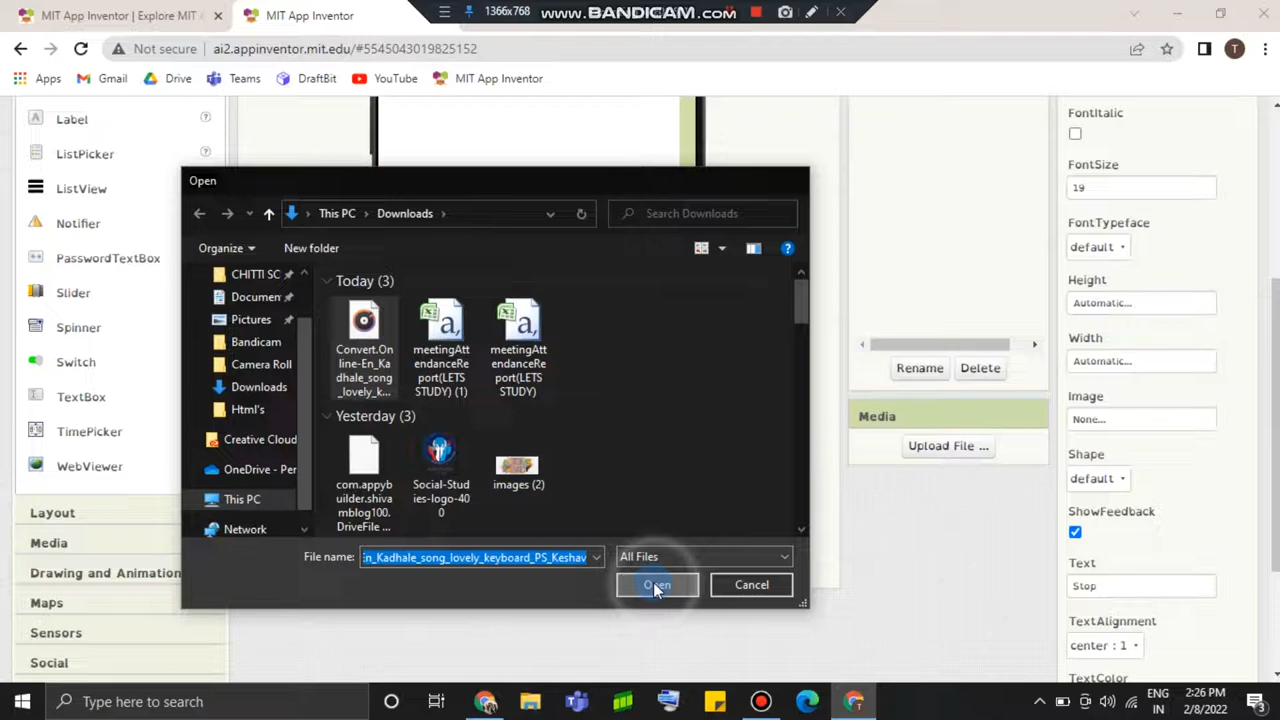 MIT App Inventor | Explore MIT
MIT App Inventor
1366x768
www.BANDICAM.com
Not secure
ai2.appinventor.mit.edu/#5545043019825152
T
Apps
Gmail
Drive
Teams
DraftBit
YouTube
MIT App Inventor
Label
ListPicker
ListView
Notifier
PasswordTextBox
Slider
Spinner
Switch
TextBox
TimePicker
WebViewer
Layout
Media
Drawing and Animation
Maps
Sensors
Social
Open
This PC
Downloads
Search Downloads
Organize
New folder
CHITTI SC
Documen
Pictures
Bandicam
Camera Roll
Downloads
Html's
Creative Cloud
OneDrive - Per
This PC
Network
Today (3)
Convert.On
line-En_Ka
dhale_song
_lovely_k...
meetingAtt
endanceRe
port(LETS
STUDY) (1)
meetingAtt
endanceRe
port(LETS
STUDY)
Yesterday (3)
com.appy
builder.shiva
mblog100.
DriveFile ...
Social-Stud
ies-logo-40
0
images (2)
File name:
n_Kadhale_song_lovely_keyboard_PS_Keshav
All Files
Open
Cancel
Rename
Delete
Media
Upload File ...
FontItalic
FontSize
19
FontTypeface
default
Height
Automatic...
Width
Automatic...
Image
None...
Shape
default
ShowFeedback
Text
Stop
TextAlignment
center : 1
TextColor
Type here to search
T
ENG
IN
2:26 PM
2/8/2022
3